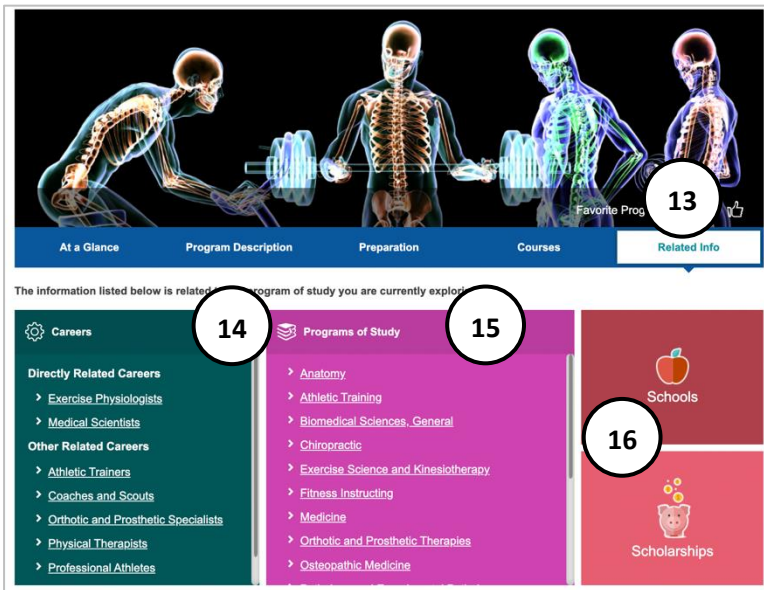 Favorite Prog
13
At a Glance
Program Description
Preparation
Courses
Related Info
The information listed below is related program of study you are currently explori
14
15
Careers
Programs of Study
Directly Related Careers
Exercise Physiologists
Medical Scientists
Other Related Careers
Athletic Trainers
Coaches and Scouts
Orthotic and Prosthetic Specialists
Physical Therapists
Professional Athletes
Anatomy
Athletic Training
Biomedical Sciences, General
Chiropractic
Exercise Science and Kinesiotherapy
Fitness Instructing
Medicine
Orthotic and Prosthetic Therapies
Osteopathic Medicine
Schools
16
Scholarships